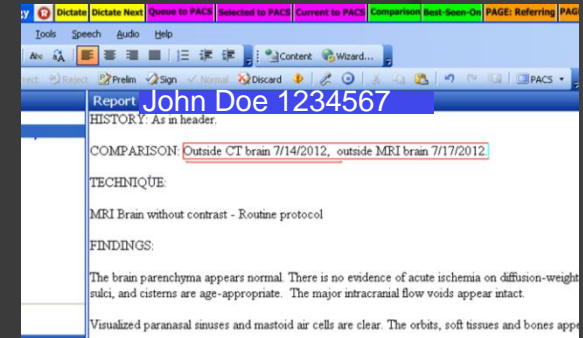 Dictate Dictate Next Queue to PACS Selected to PACS Current to PACS Comparison Best-Seen-On PAGE: Referring PAG
Tools Speech Audio Help
Abc Content Wizard...
Reject Prelim Sign Normal Discard PACS
Report John Doe 1234567
HISTORY: As in header.
COMPARISON: Outside CT brain 7/14/2012, outside MRI brain 7/17/2012.
TECHNIQUE:
MRI Brain without contrast - Routine protocol
FINDINGS:
The brain parenchyma appears normal. There is no evidence of acute ischemia on diffusion-weight
sulci, and cisterns are age-appropriate. The major intracranial flow voids appear intact.
Visualized paranasal sinuses and mastoid air cells are clear. The orbits, soft tissues and bones appe